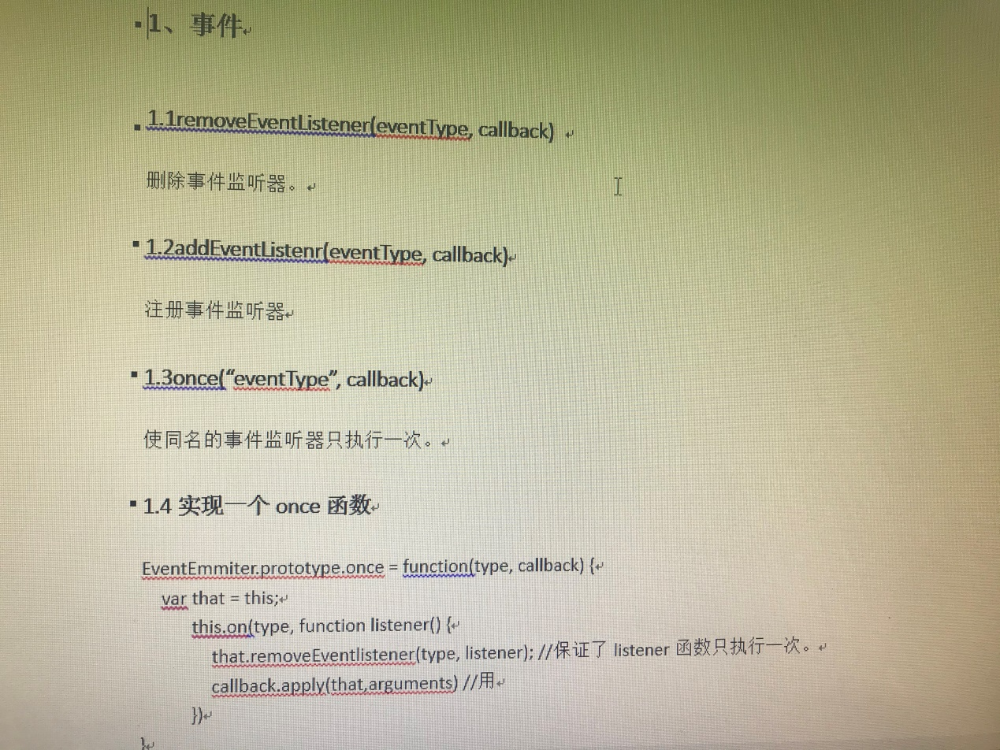 1、事件
1.1removeEventListener(eventType, callback)
删除事件监听器。
1.2addEventListenr(eventType, callback)
注册事件监听器
1.3once(“eventType”, callback)
使同名的事件监听器只执行一次。
1.4 实现一个 once 函数
EventEmmiter.prototype.once = function(type, callback) {
var that = this;
this.on(type, function listener() {
that.removeEventlistener(type, listener); //保证了 listener 函数只执行一次。
callback.apply(that,arguments) //用
})
}